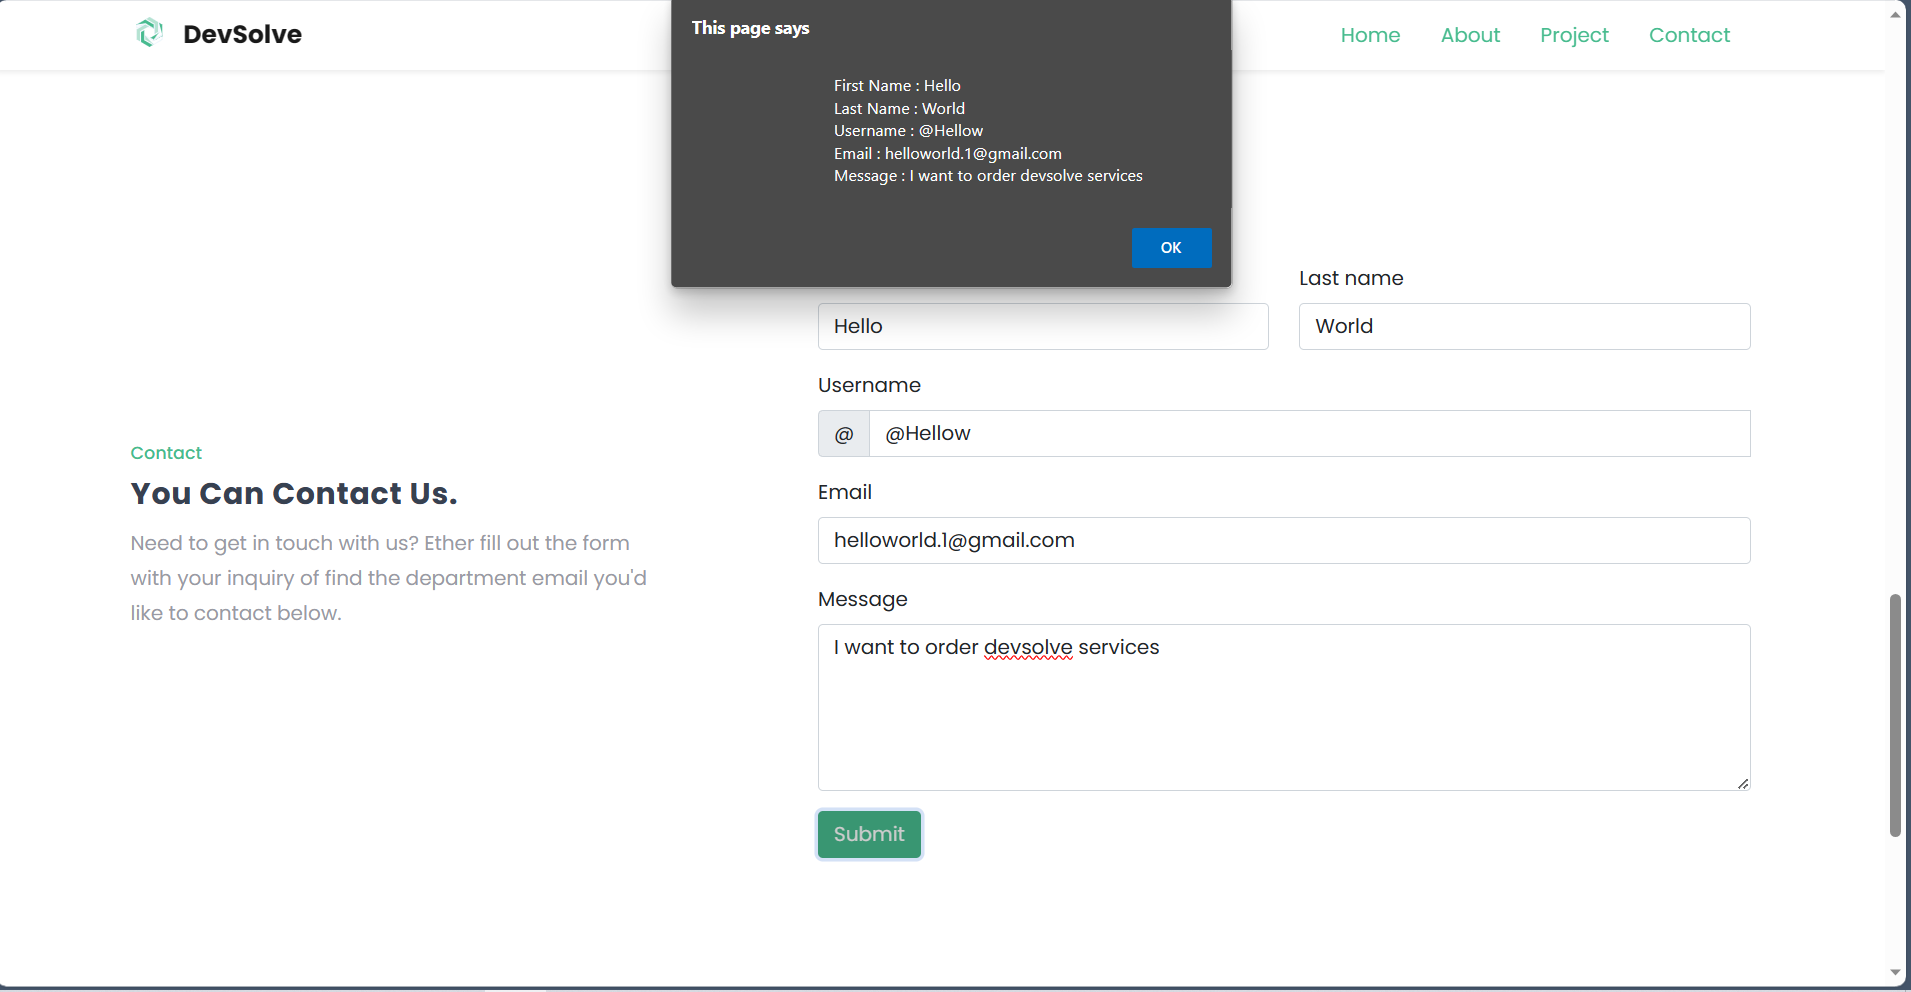 DevSolve
Home
About
Project
Contact
This page says
First Name : Hello
Last Name : World
Username : @Hellow
Email : helloworld.1@gmail.com
Message : I want to order devsolve services
OK
Contact
You Can Contact Us.
Need to get in touch with us? Ether fill out the form
with your inquiry of find the department email you'd
like to contact below.
Last name
Hello
World
Username
@
@Hellow
Email
helloworld.1@gmail.com
Message
I want to order devsolve services
Submit